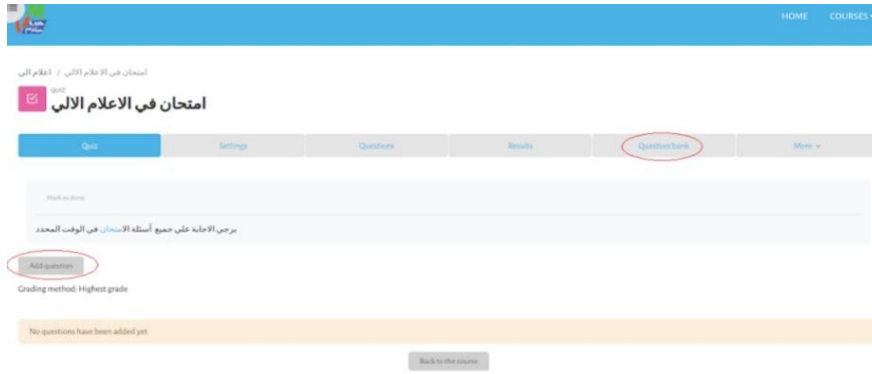 HOME COURSES
اعلام الى / امتحان في الاعلام الالي
QUIZ
امتحان في الاعلام الالي
Quiz Settings Questions Results Question bank More
Mark as done
يرجى الاجابة على جميع أسئلة الامتحان في الوقت المحدد
Add question
Grading method: Highest grade
No questions have been added yet
Back to the course